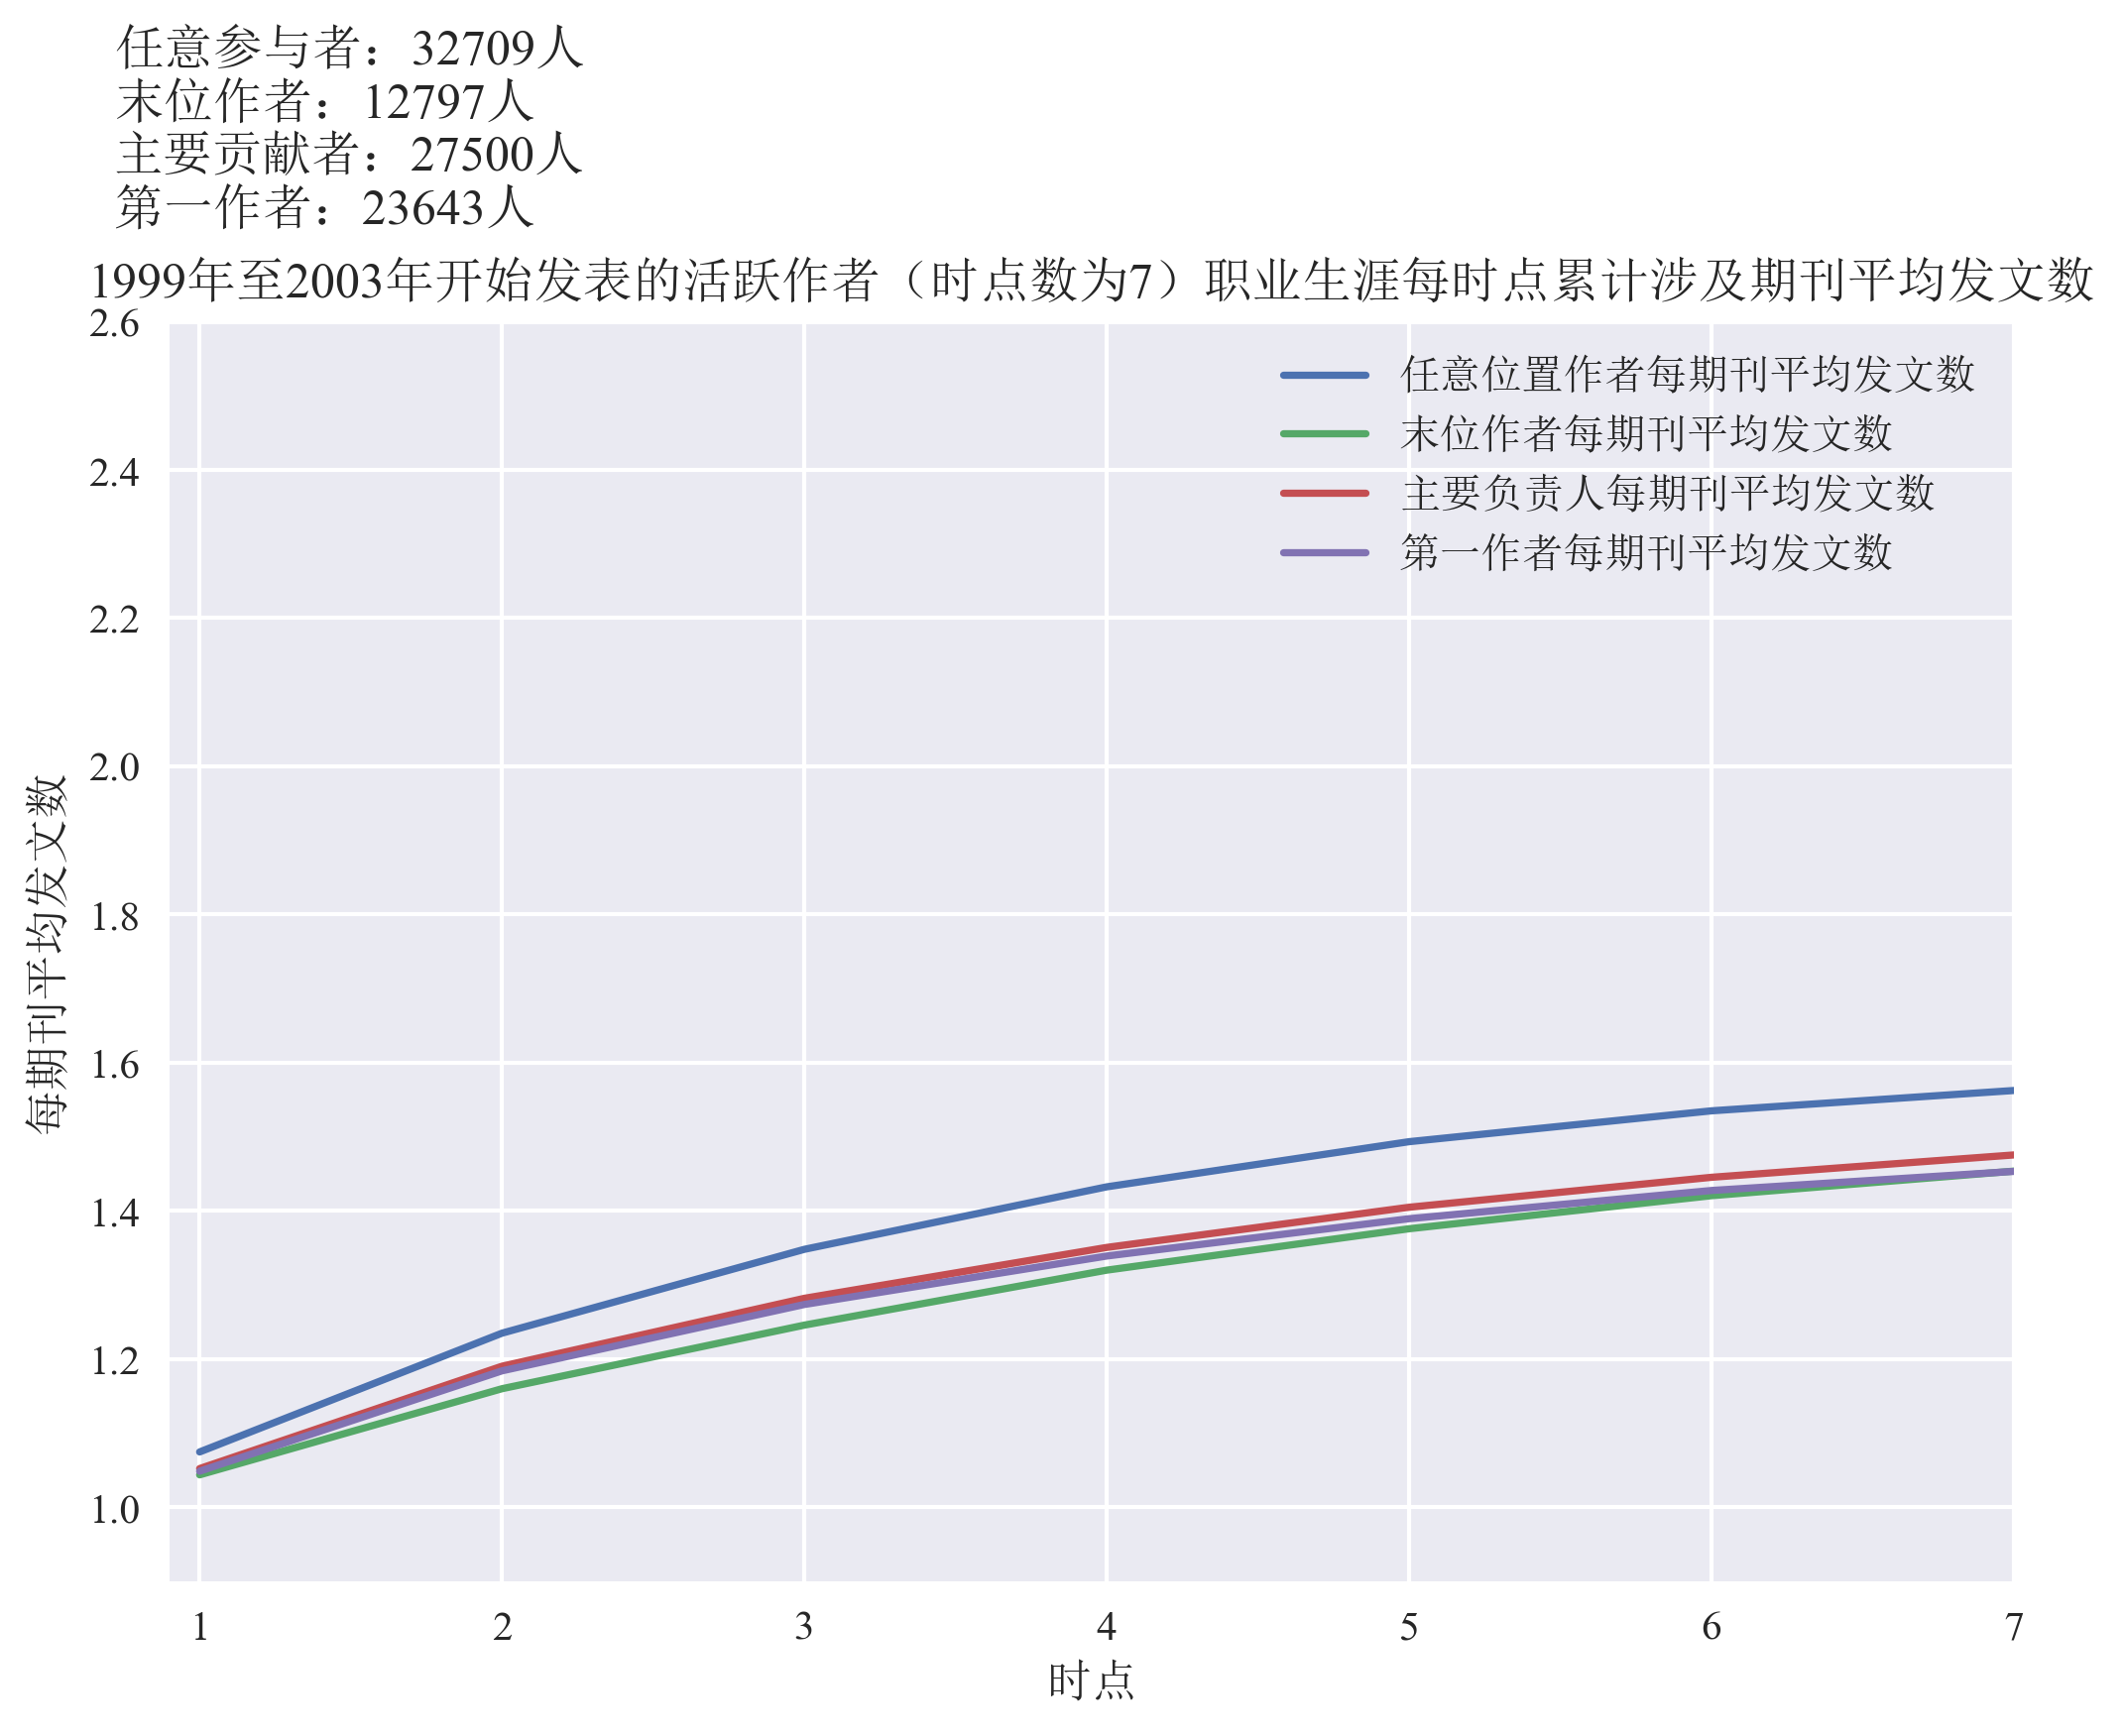 任意参与者：32709人
末位作者：12797人
主要贡献者：27500人
第一作者：23643人
1999年至2003年开始发表的活跃作者（时点数为7）职业生涯每时点累计涉及期刊平均发文数
2.6
2.4
2.2
2.0
1.8
1.6
1.4
1.2
1.0
每期刊平均发文数
任意位置作者每期刊平均发文数
末位作者每期刊平均发文数
主要负责人每期刊平均发文数
第一作者每期刊平均发文数
1 2 3 4 5 6 7
时点